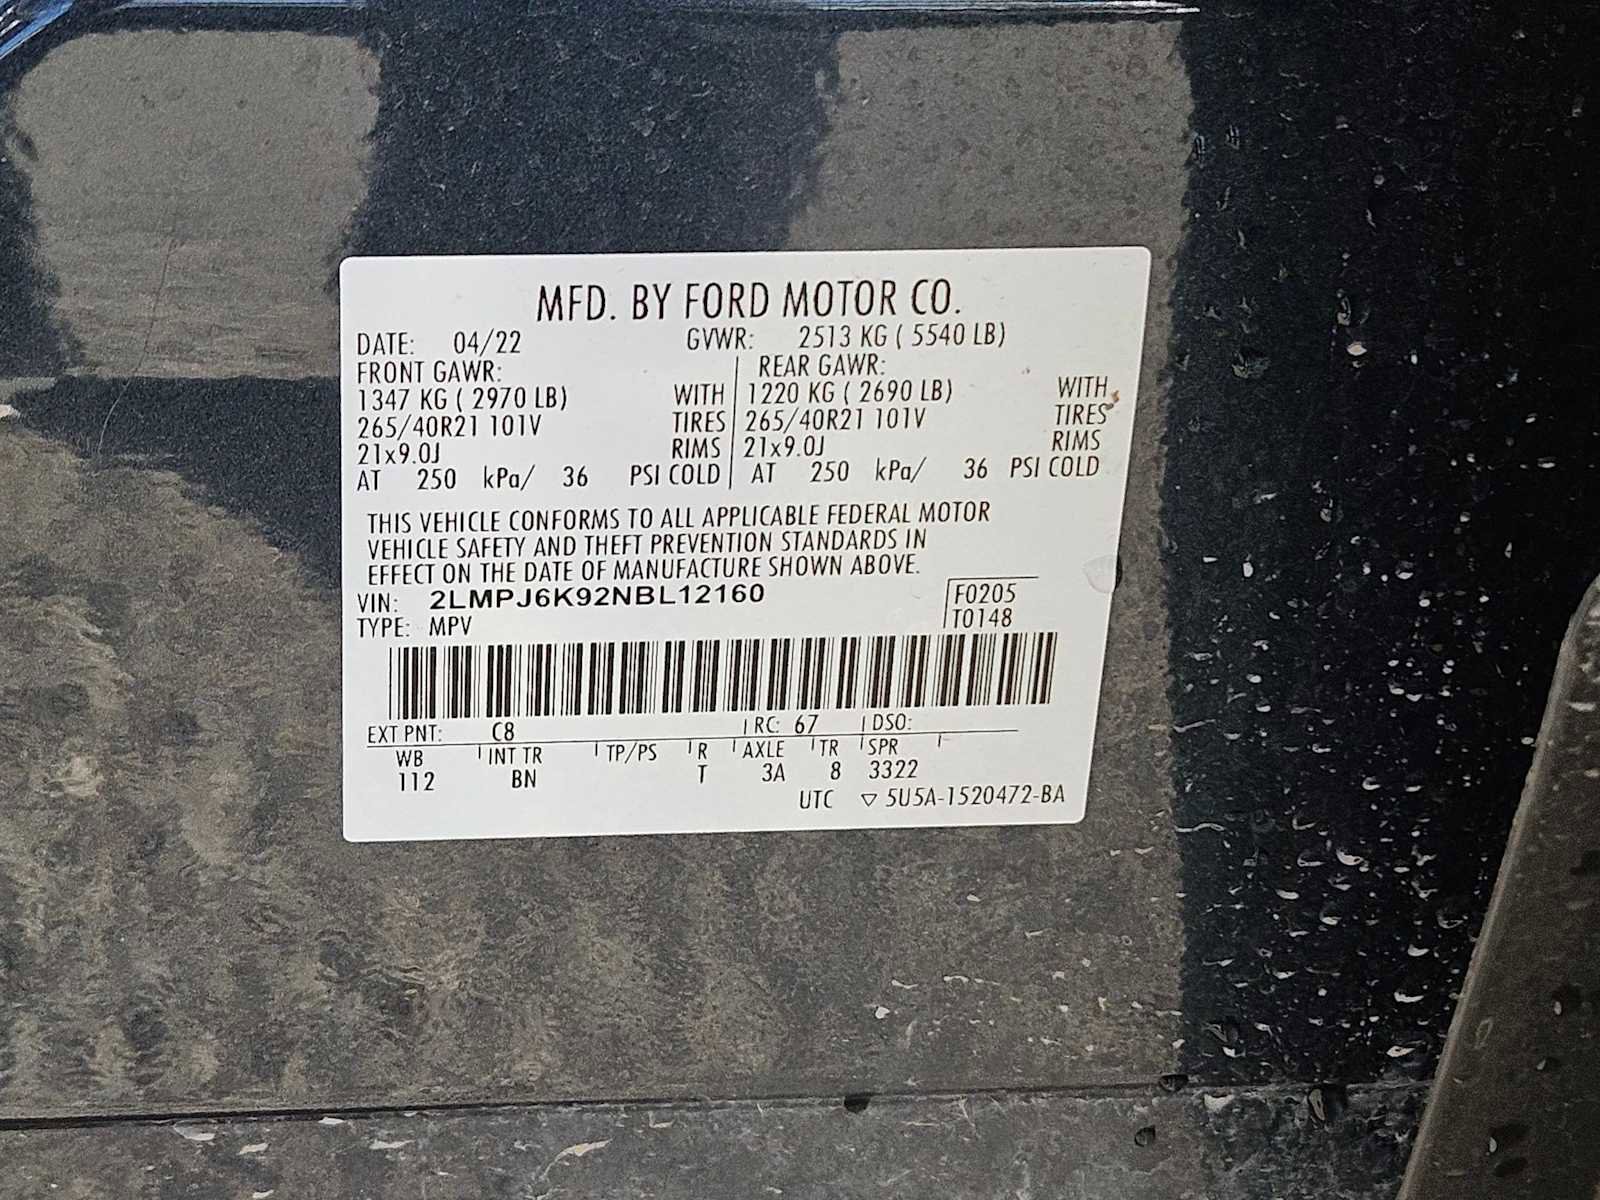 MFD. BY FORD MOTOR CO.
DATE: 04/22 GVWR: 2513 KG ( 5540 LB)
FRONT GAWR: REAR GAWR:
1347 KG ( 2970 LB) WITH 1220 KG ( 2690 LB) WITH
265/40R21 101V TIRES 265/40R21 101V TIRES
21x9.0J RIMS 21x9.0J RIMS
AT 250 kPa/ 36 PSI COLD AT 250 kPa/ 36 PSI COLD
THIS VEHICLE CONFORMS TO ALL APPLICABLE FEDERAL MOTOR
VEHICLE SAFETY AND THEFT PREVENTION STANDARDS IN
EFFECT ON THE DATE OF MANUFACTURE SHOWN ABOVE.
VIN: 2LMPJ6K92NBL12160 F0205
TYPE: MPV T0148
EXT PNT: C8 RC: 67 DSO:
WB INT TR TP/PS R AXLE TR SPR
112 BN T 3A 8 3322
UTC ▽ 5U5A-1520472-BA